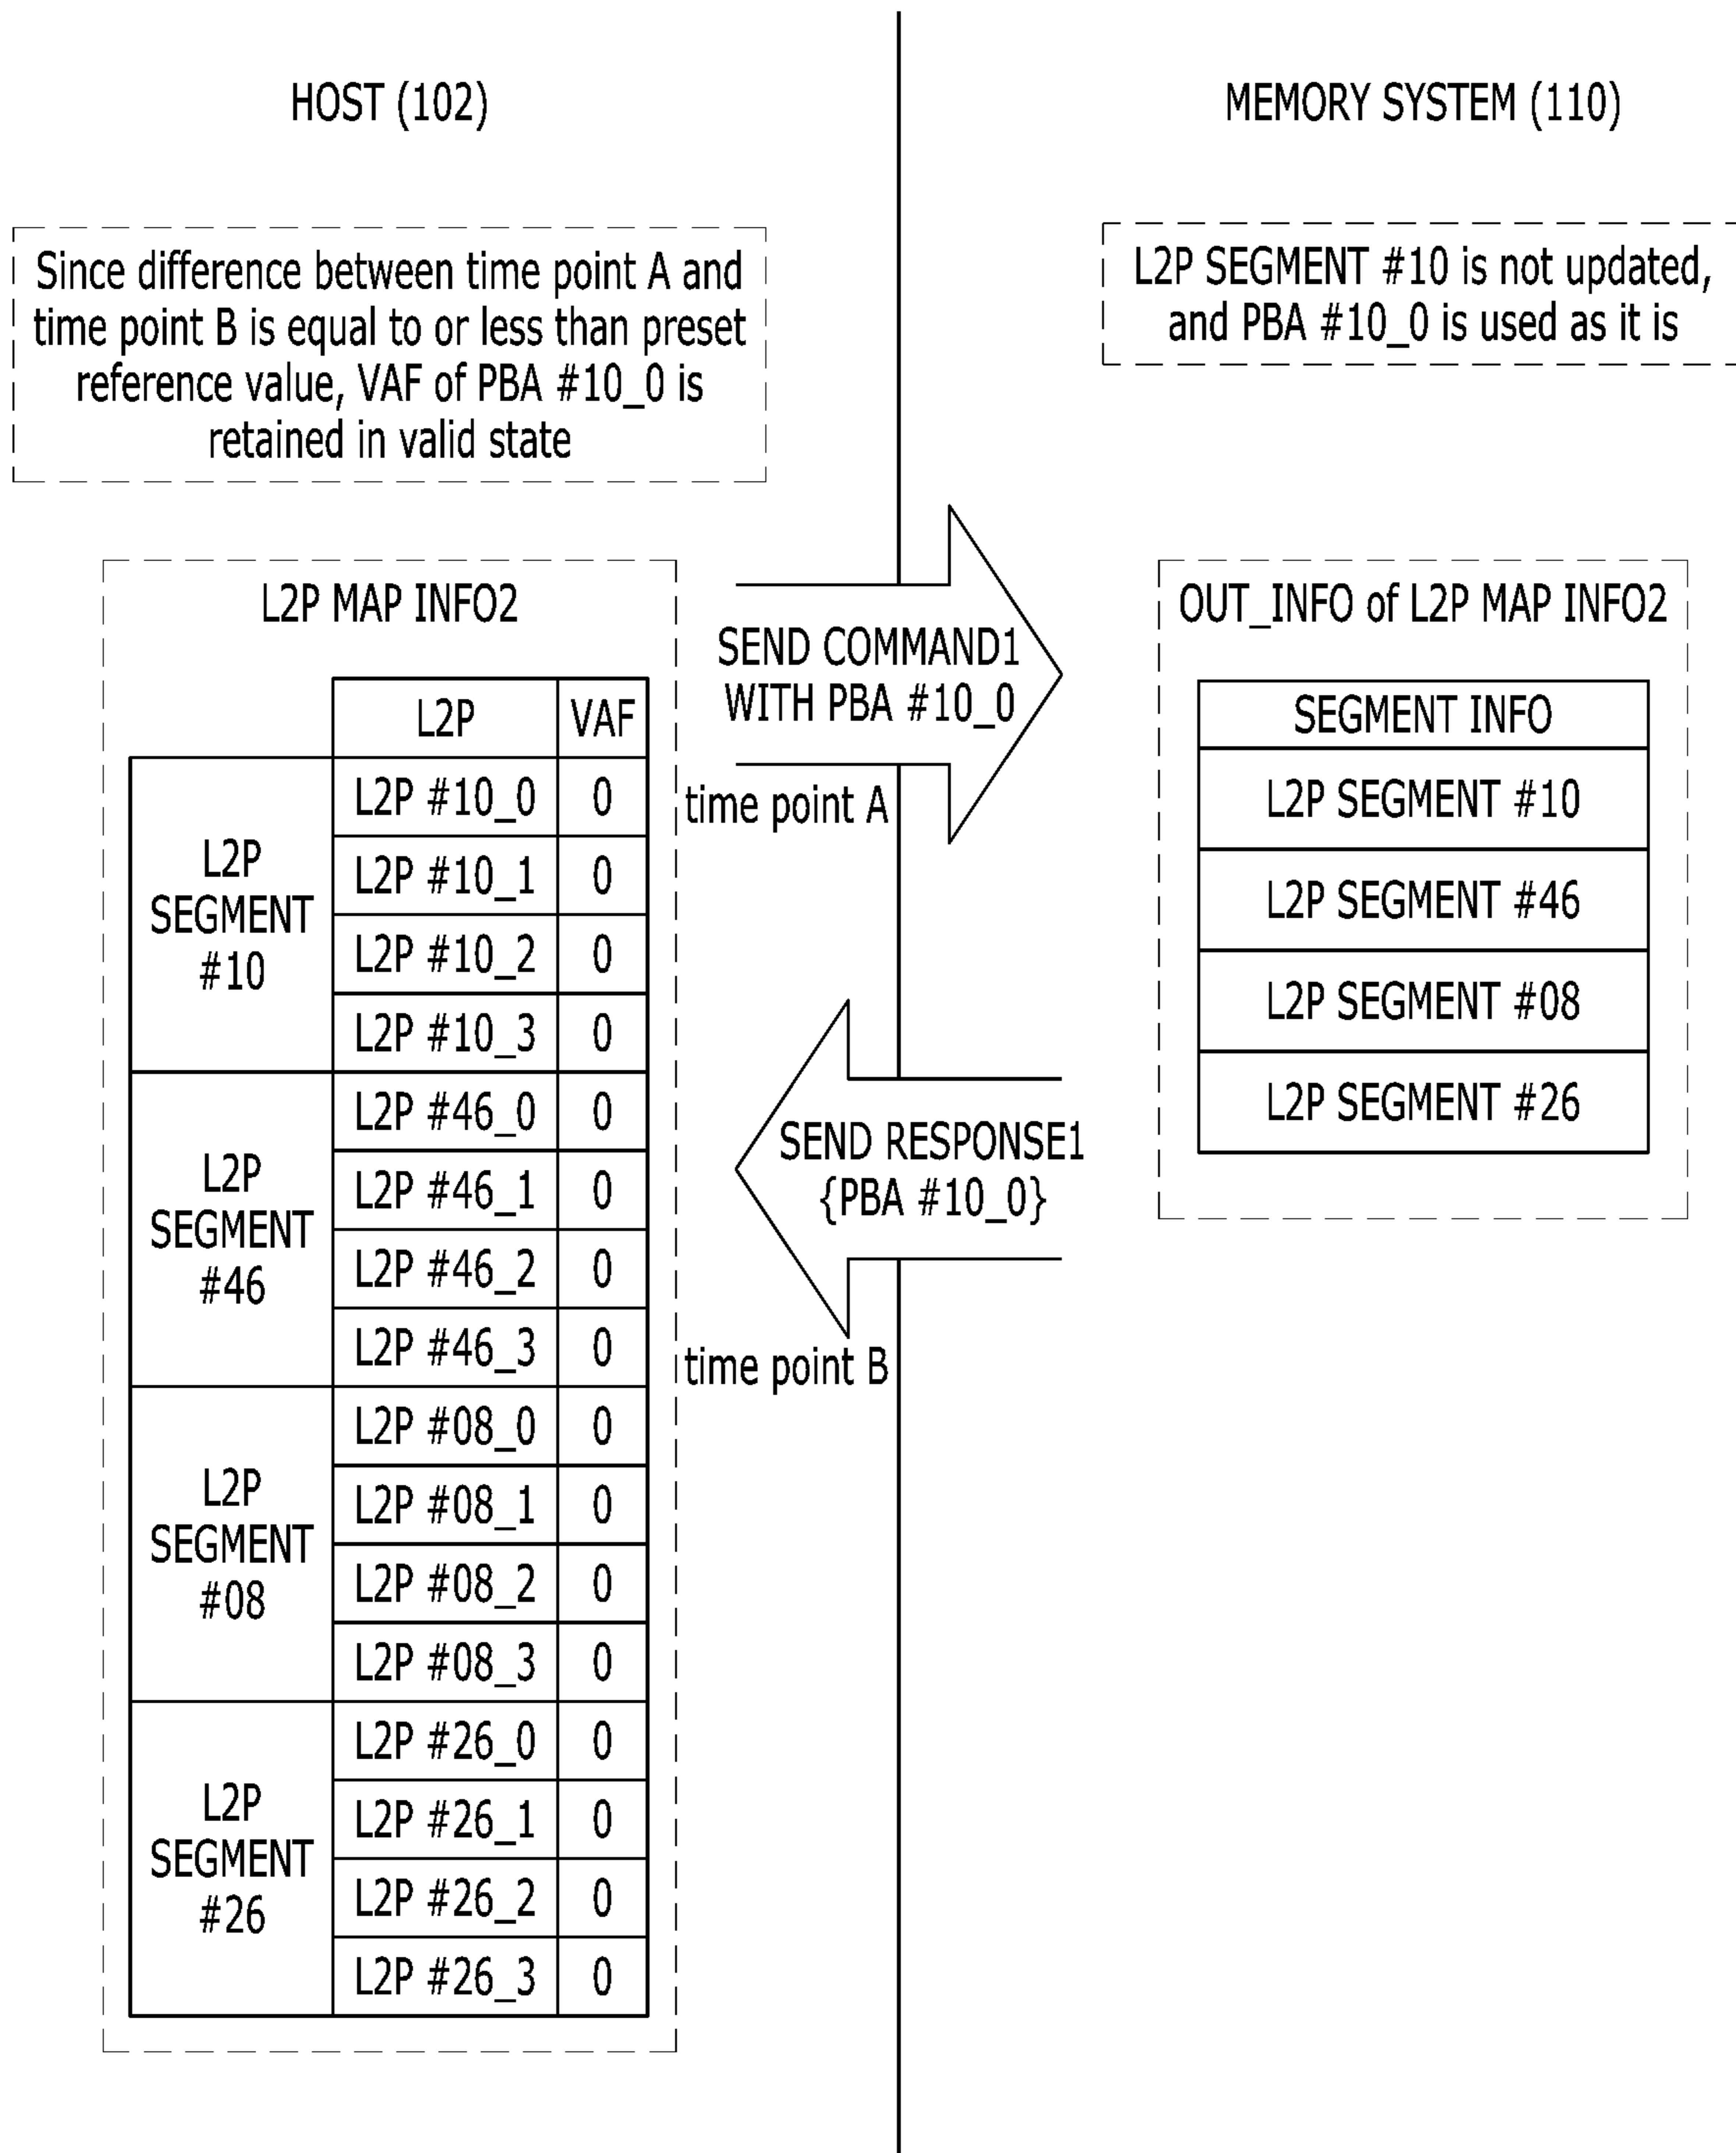 HOST (102)
MEMORY SYSTEM (110)
Since difference between time point A and
time point B is equal to or less than preset
reference value, VAF of PBA #10_0 is
retained in valid state
L2P SEGMENT #10 is not updated,
and PBA #10_0 is used as it is
L2P MAP INFO2
L2P VAF
L2P
SEGMENT
#10
L2P #10_0 0
L2P #10_1 0
L2P #10_2 0
L2P #10_3 0
L2P
SEGMENT
#46
L2P #46_0 0
L2P #46_1 0
L2P #46_2 0
L2P #46_3 0
L2P
SEGMENT
#08
L2P #08_0 0
L2P #08_1 0
L2P #08_2 0
L2P #08_3 0
L2P
SEGMENT
#26
L2P #26_0 0
L2P #26_1 0
L2P #26_2 0
L2P #26_3 0
SEND COMMAND1
WITH PBA #10_0
time point A
SEND RESPONSE1
{PBA #10_0}
time point B
OUT_INFO of L2P MAP INFO2
SEGMENT INFO
L2P SEGMENT #10
L2P SEGMENT #46
L2P SEGMENT #08
L2P SEGMENT #26